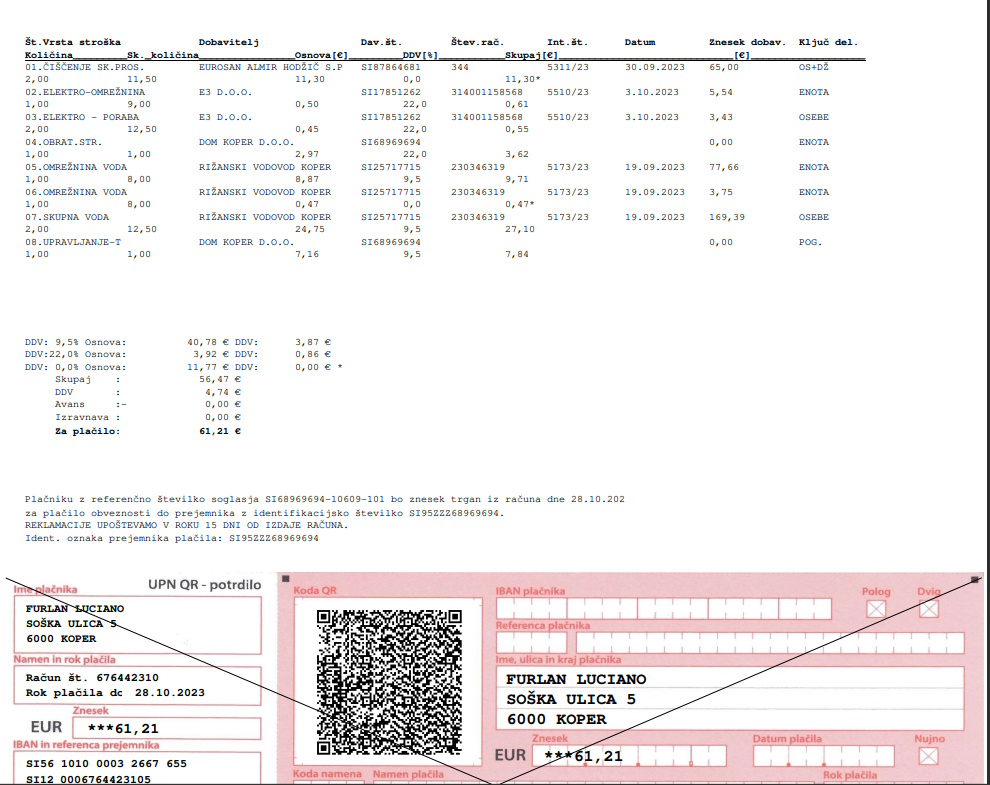 Št.Vrsta stroška Dobavitelj Dav.št. Štev.rač. Int.št. Datum Znesek dobav. Ključ del.
Količina Sk._količina Osnova[€] DDV[%] Skupaj[€] [€]
01.ČIŠČENJE SK.PROS. EUROSAN ALMIR HODŽIĆ S.P SI87864681 344 5311/23 30.09.2023 65,00 OS+DŽ
2,00 11,50 11,30 0,0 11,30*
02.ELEKTRO-OMREŽNINA E3 D.O.O. SI17851262 314001158568 5510/23 3.10.2023 5,54 ENOTA
1,00 9,00 0,50 22,0 0,61
03.ELEKTRO - PORABA E3 D.O.O. SI17851262 314001158568 5510/23 3.10.2023 3,43 OSEBE
2,00 12,50 0,45 22,0 0,55
04.OBRAT.STR. DOM KOPER D.O.O. SI68969694 0,00 ENOTA
1,00 1,00 2,97 22,0 3,62
05.OMREŽNINA VODA RIŽANSKI VODOVOD KOPER SI25717715 230346319 5173/23 19.09.2023 77,66 ENOTA
1,00 8,00 8,87 9,5 9,71
06.OMREŽNINA VODA RIŽANSKI VODOVOD KOPER SI25717715 230346319 5173/23 19.09.2023 3,75 ENOTA
1,00 8,00 0,47 0,0 0,47*
07.SKUPNA VODA RIŽANSKI VODOVOD KOPER SI25717715 230346319 5173/23 19.09.2023 169,39 OSEBE
2,00 12,50 24,75 9,5 27,10
08.UPRAVLJANJE-T DOM KOPER D.O.O. SI68969694 0,00 POG.
1,00 1,00 7,16 9,5 7,84
DDV: 9,5% Osnova: 40,78 € DDV: 3,87 €
DDV:22,0% Osnova: 3,92 € DDV: 0,86 €
DDV: 0,0% Osnova: 11,77 € DDV: 0,00 € *
Skupaj : 56,47 €
DDV : 4,74 €
Avans :- 0,00 €
Izravnava : 0,00 €
Za plačilo: 61,21 €
Plačniku z referenčno številko soglasja SI68969694-10609-101 bo znesek trgan iz računa dne 28.10.202
za plačilo obveznosti do prejemnika z identifikacijsko številko SI95ZZZ68969694.
REKLAMACIJE UPOŠTEVAMO V ROKU 15 DNI OD IZDAJE RAČUNA.
Ident. oznaka prejemnika plačila: SI95ZZZ68969694
UPN QR - potrdilo
Ime plačnika
FURLAN LUCIANO
SOŠKA ULICA 5
6000 KOPER
Namen in rok plačila
Račun št. 676442310
Rok plačila dc 28.10.2023
Znesek
EUR ***61,21
IBAN in referenca prejemnika
SI56 1010 0003 2667 655
SI12 0006764423105
Koda QR
IBAN plačnika
Polog Dvig
Referenca plačnika
Ime, ulica in kraj plačnika
FURLAN LUCIANO
SOŠKA ULICA 5
6000 KOPER
Znesek Datum plačila Nujno
EUR ***61,21
Koda namena Namen plačila Rok plačila